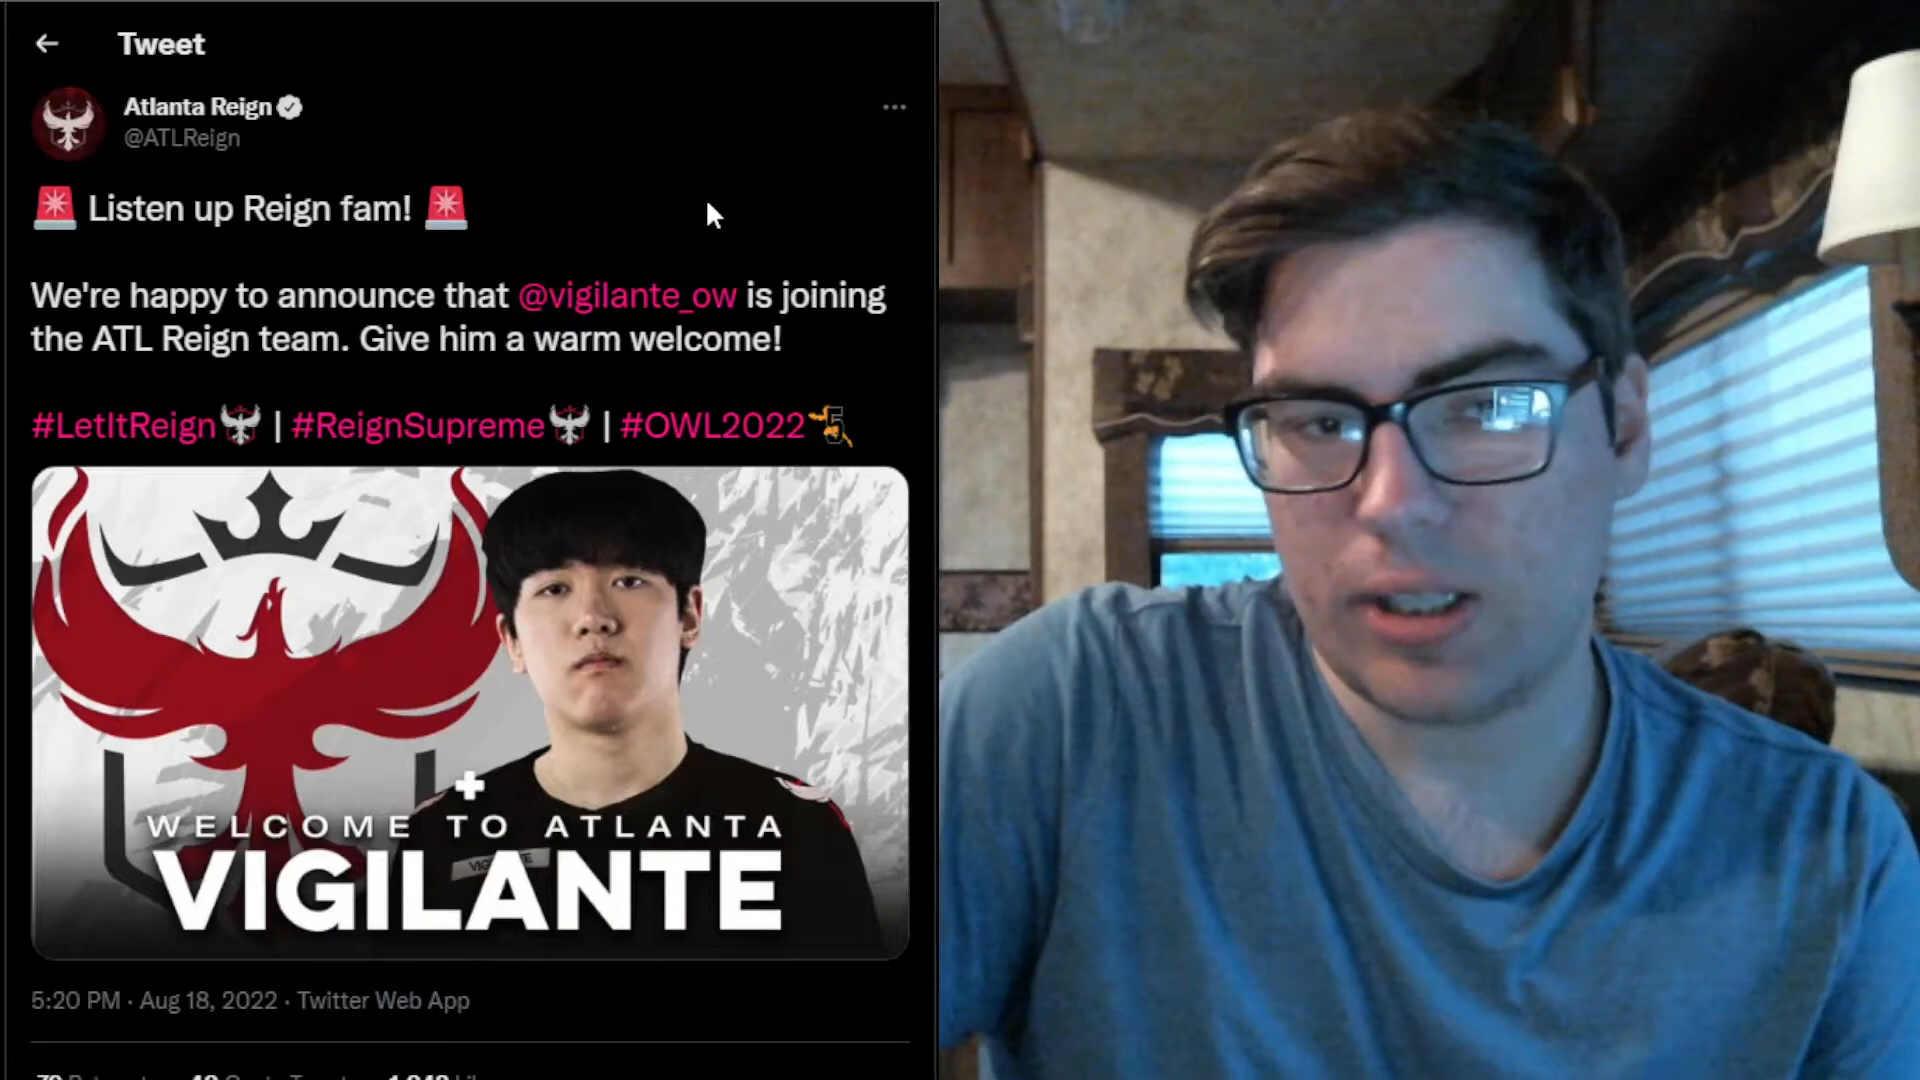 Tweet
Atlanta Reign
@ATLReign
Listen up Reign fam!
We're happy to announce that @vigilante_ow is joining
the ATL Reign team. Give him a warm welcome!
#LetItReign | #ReignSupreme | #OWL2022
WELCOME TO ATLANTA
VIGILANTE
5:20 PM · Aug 18, 2022 · Twitter Web App